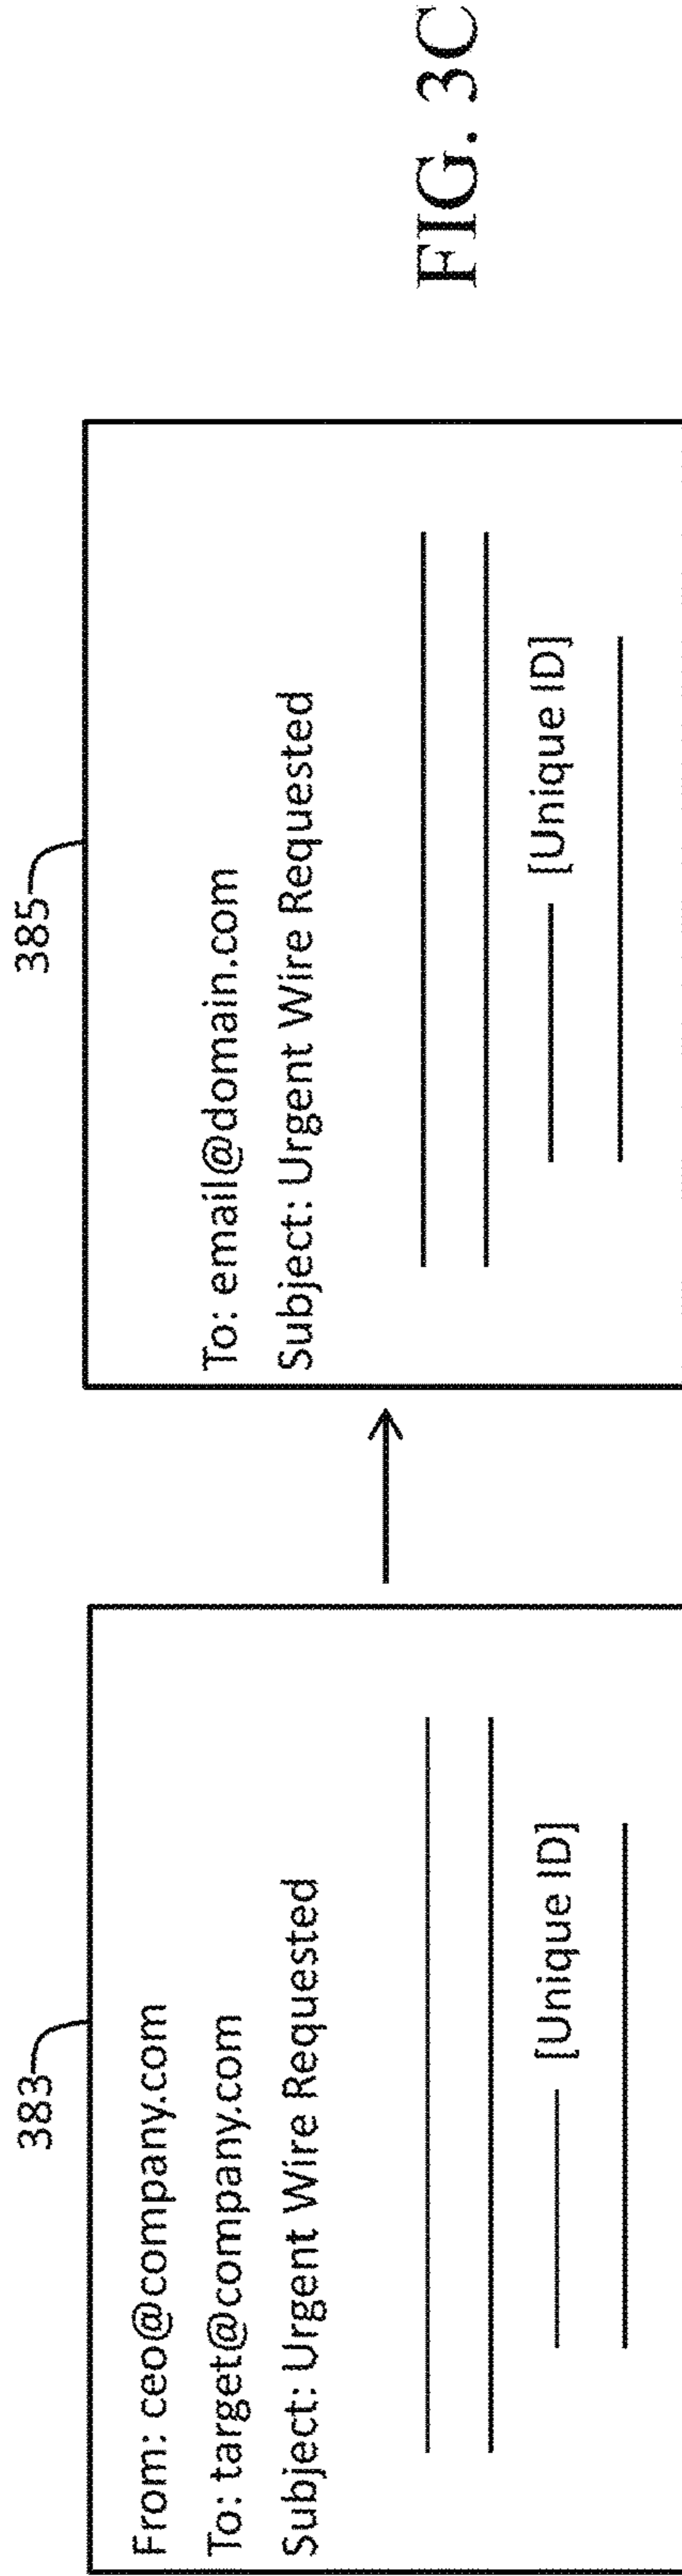 383
From: ceo@company.com
To: target@company.com
Subject: Urgent Wire Requested
[Unique ID]
385
To: email@domain.com
Subject: Urgent Wire Requested
[Unique ID]
FIG. 3C